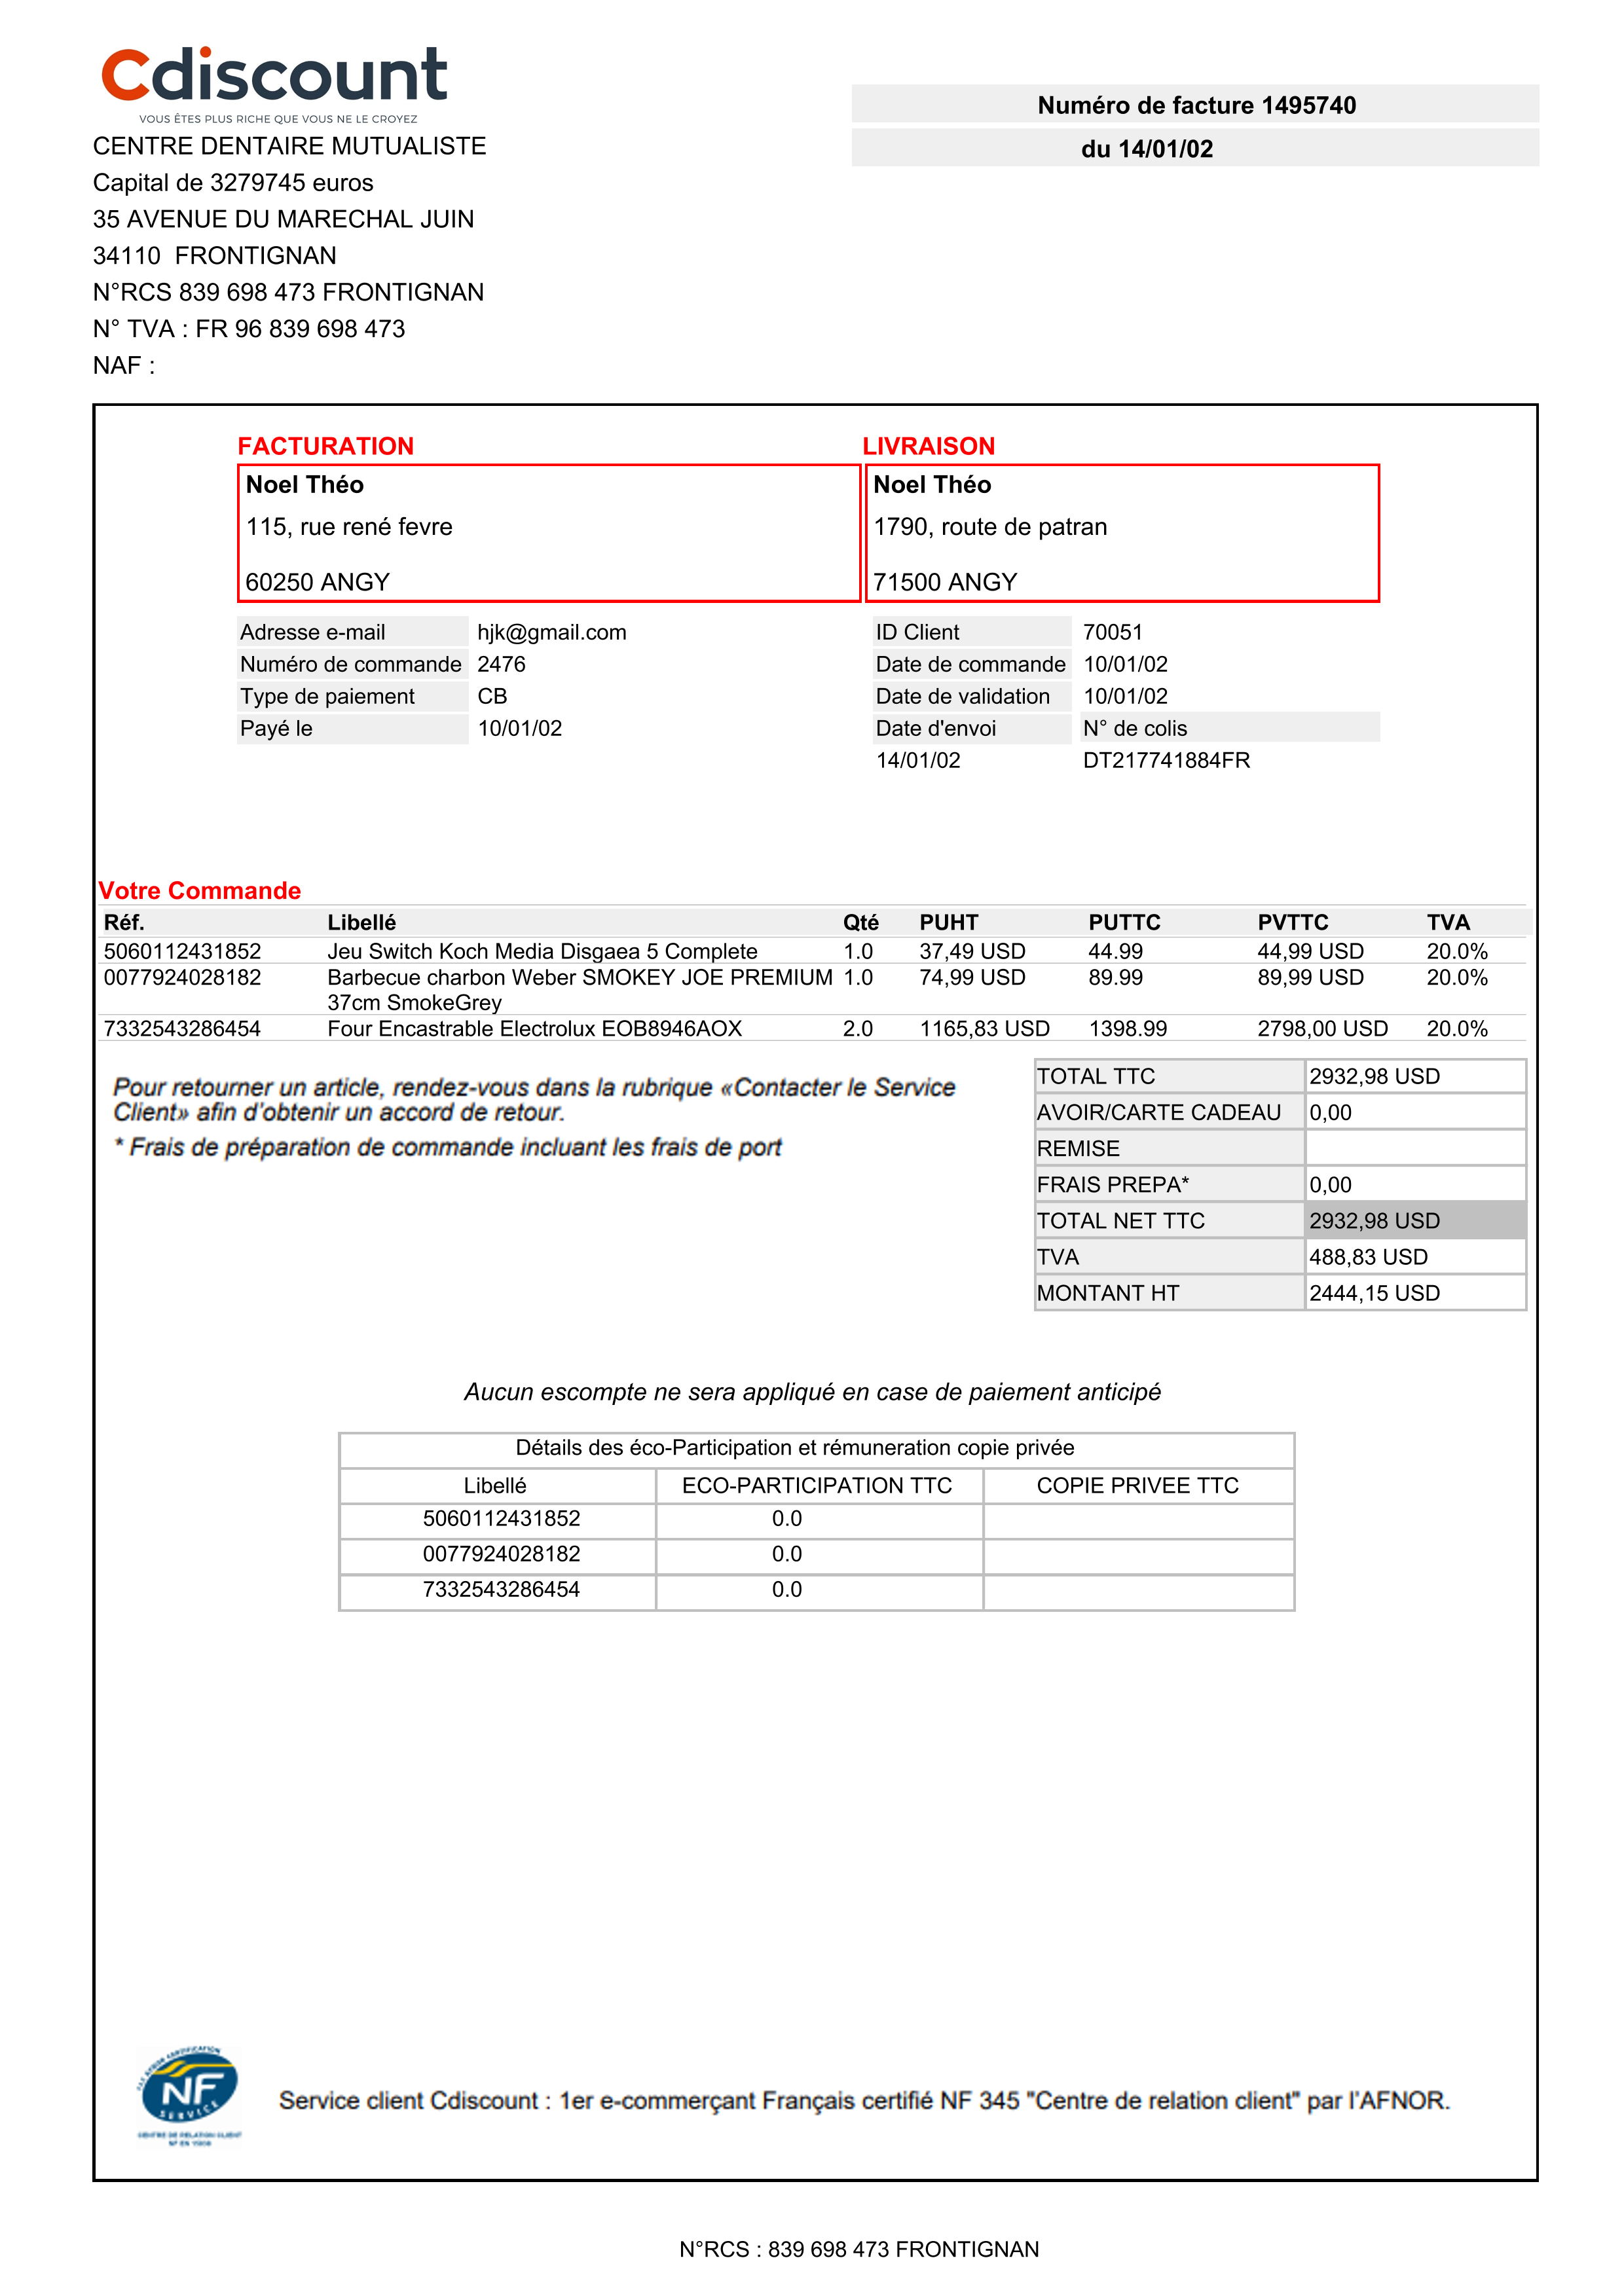 Cdiscount
VOUS ÊTES PLUS RICHE QUE VOUS NE LE CROYEZ
CENTRE DENTAIRE MUTUALISTE
Capital de 3279745 euros
35 AVENUE DU MARECHAL JUIN
34110 FRONTIGNAN
N°RCS 839 698 473 FRONTIGNAN
N° TVA : FR 96 839 698 473
NAF :
Numéro de facture 1495740
du 14/01/02
FACTURATION
Noel Théo
115, rue rené fevre
60250 ANGY
LIVRAISON
Noel Théo
1790, route de patran
71500 ANGY
Adresse e-mail hjk@gmail.com
Numéro de commande 2476
Type de paiement CB
Payé le 10/01/02
ID Client 70051
Date de commande 10/01/02
Date de validation 10/01/02
Date d'envoi N° de colis
14/01/02 DT217741884FR
Votre Commande
Réf. Libellé Qté PUHT PUTTC PVTTC TVA
5060112431852 Jeu Switch Koch Media Disgaea 5 Complete 1.0 37,49 USD 44.99 44,99 USD 20.0%
0077924028182 Barbecue charbon Weber SMOKEY JOE PREMIUM 1.0 74,99 USD 89.99 89,99 USD 20.0%
37cm SmokeGrey
7332543286454 Four Encastrable Electrolux EOB8946AOX 2.0 1165,83 USD 1398.99 2798,00 USD 20.0%
Pour retourner un article, rendez-vous dans la rubrique «Contacter le Service
Client» afin d'obtenir un accord de retour.
* Frais de préparation de commande incluant les frais de port
TOTAL TTC 2932,98 USD
AVOIR/CARTE CADEAU 0,00
REMISE
FRAIS PREPA* 0,00
TOTAL NET TTC 2932,98 USD
TVA 488,83 USD
MONTANT HT 2444,15 USD
Aucun escompte ne sera appliqué en case de paiement anticipé
Détails des éco-Participation et rémuneration copie privée
Libellé ECO-PARTICIPATION TTC COPIE PRIVEE TTC
5060112431852 0.0
0077924028182 0.0
7332543286454 0.0
NF
SERVICE
CENTRE DE RELATION CLIENT
Service client Cdiscount : 1er e-commerçant Français certifié NF 345 "Centre de relation client" par l'AFNOR.
N°RCS : 839 698 473 FRONTIGNAN